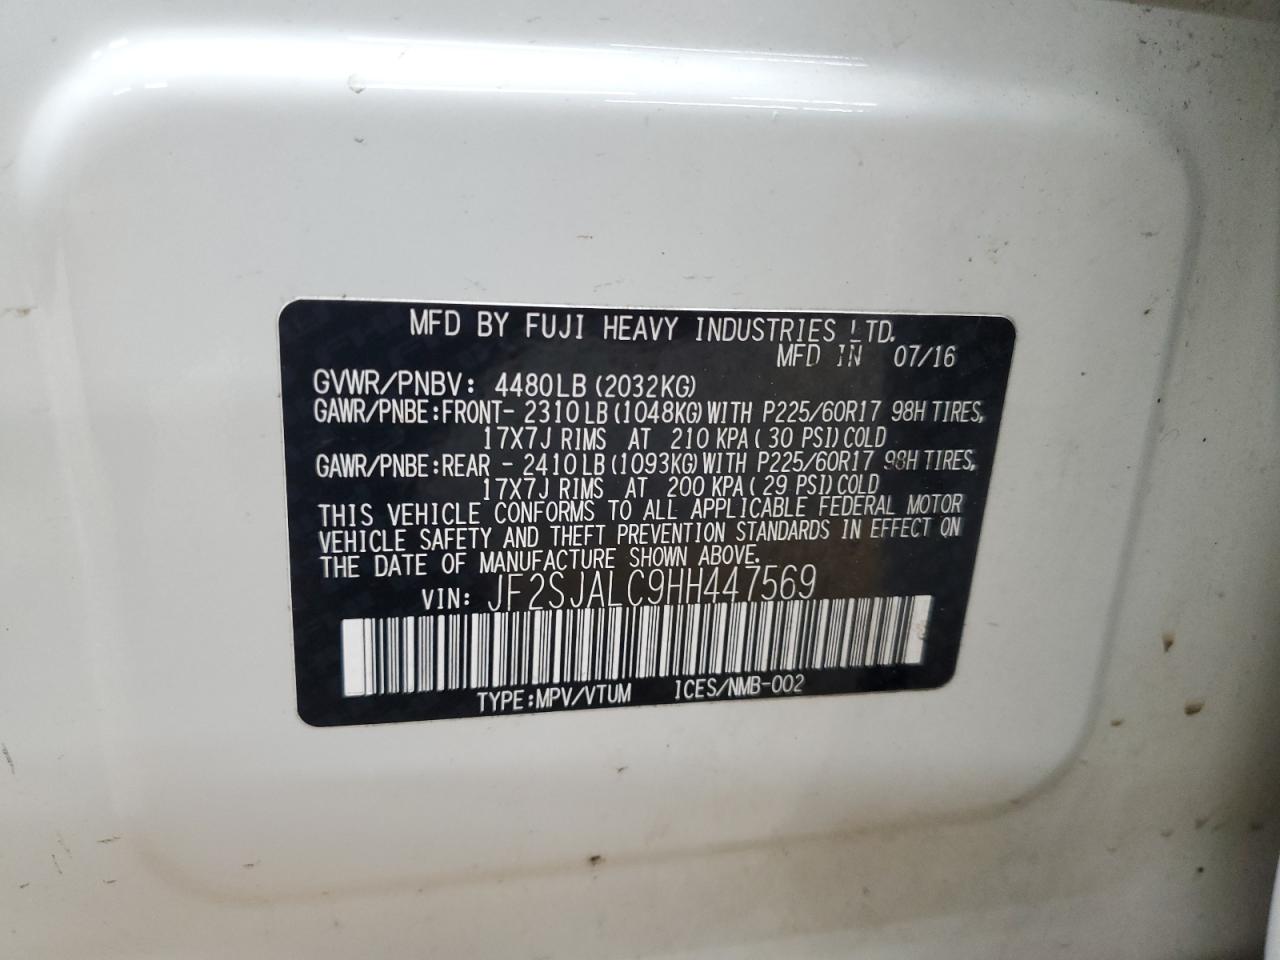 MFD BY FUJI HEAVY INDUSTRIES LTD.
MFD IN 07/16
GVWR/PNBV: 4480LB (2032KG)
GAWR/PNBE:FRONT- 2310LB (1048KG)WITH P225/60R17 98H TIRES,
17X7J RIMS AT 210 KPA ( 30 PSI) COLD
GAWR/PNBE:REAR - 2410LB (1093KG)WITH P225/60R17 98H TIRES,
17X7J RIMS AT 200 KPA ( 29 PSI) COLD
THIS VEHICLE CONFORMS TO ALL APPLICABLE FEDERAL MOTOR
VEHICLE SAFETY AND THEFT PREVENTION STANDARDS IN EFFECT ON
THE DATE OF MANUFACTURE SHOWN ABOVE.
VIN: JF2SJALC9HH447569
TYPE:MPV/VTUM ICES/NMB-002